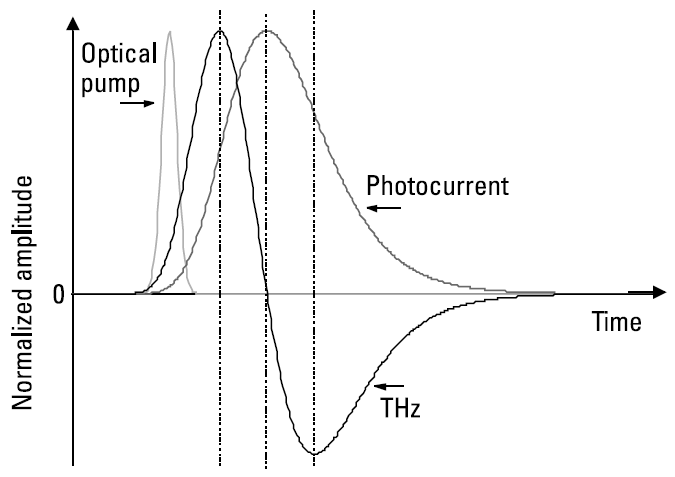 Optical
pump
Photocurrent
Normalized amplitude
0
Time
THz